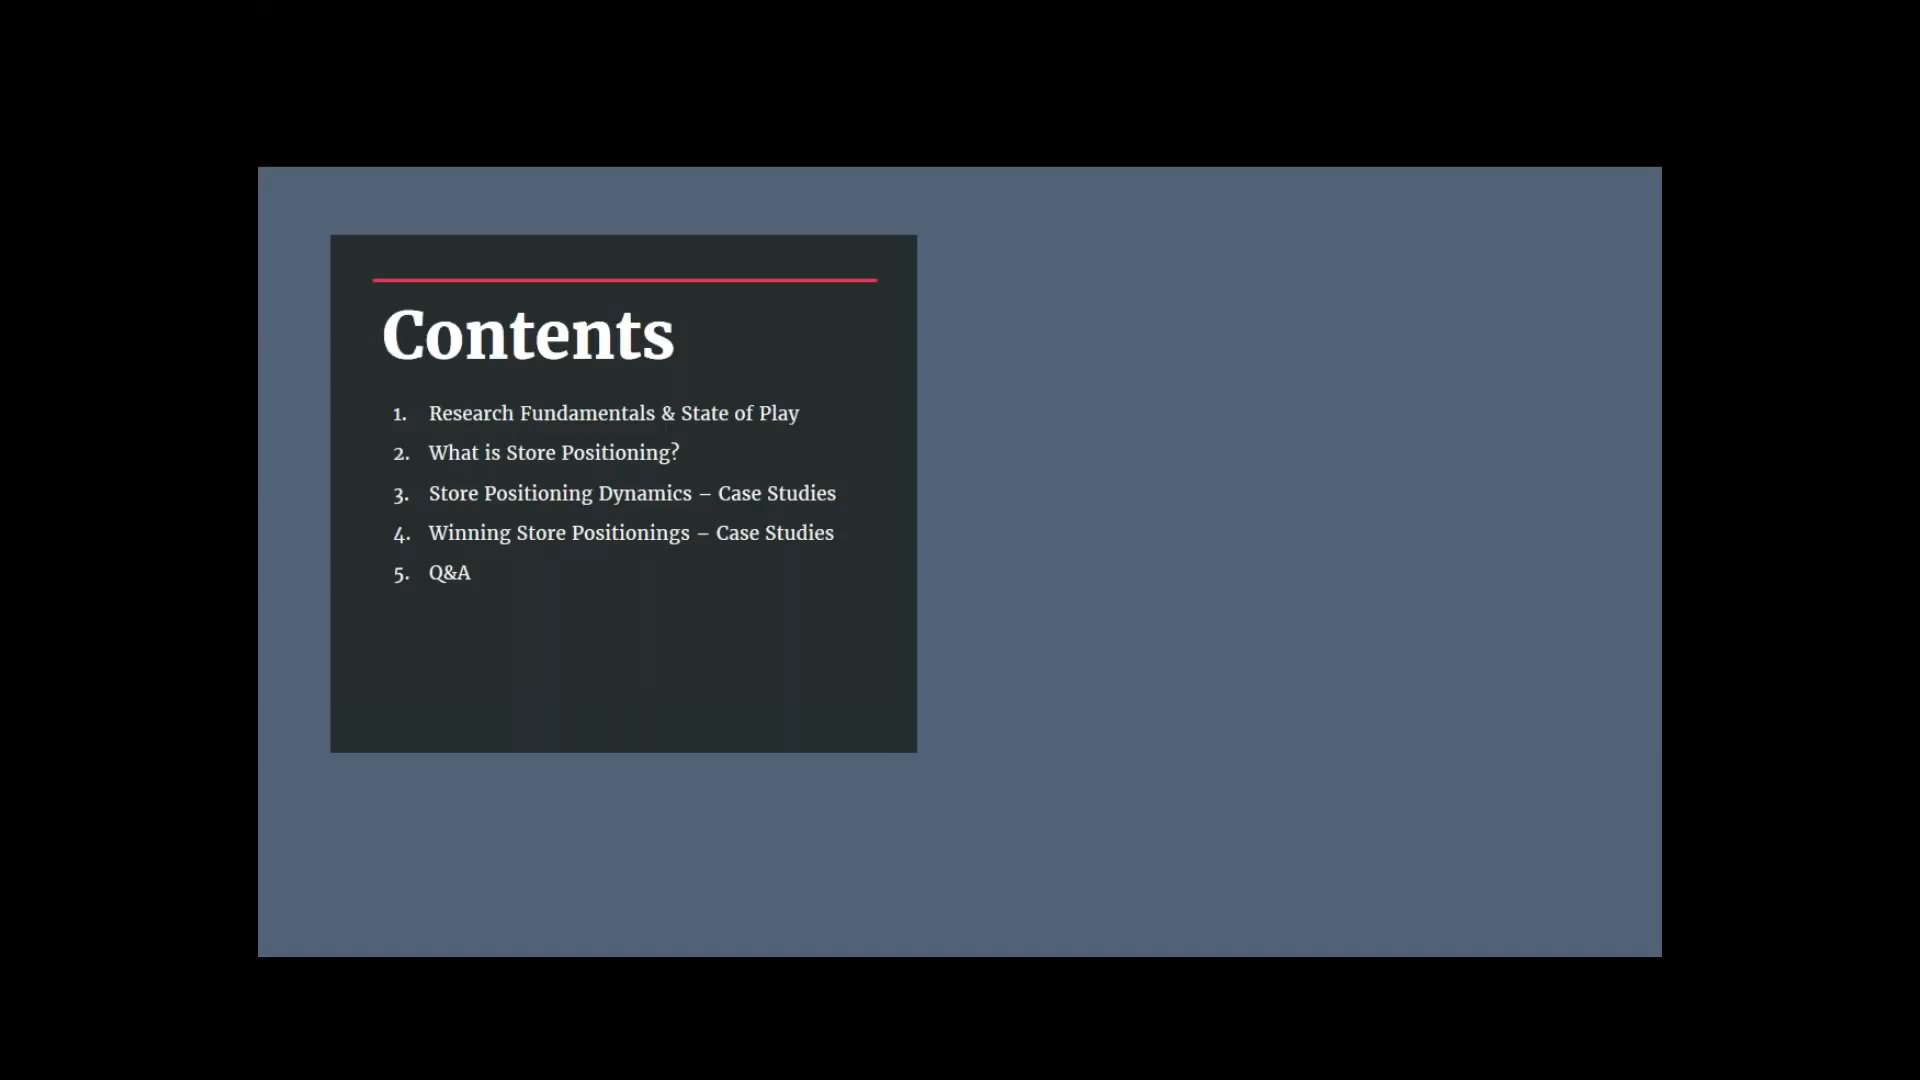 Contents
1. Research Fundamentals & State of Play
2. What is Store Positioning?
3. Store Positioning Dynamics – Case Studies
4. Winning Store Positionings – Case Studies
5. Q&A